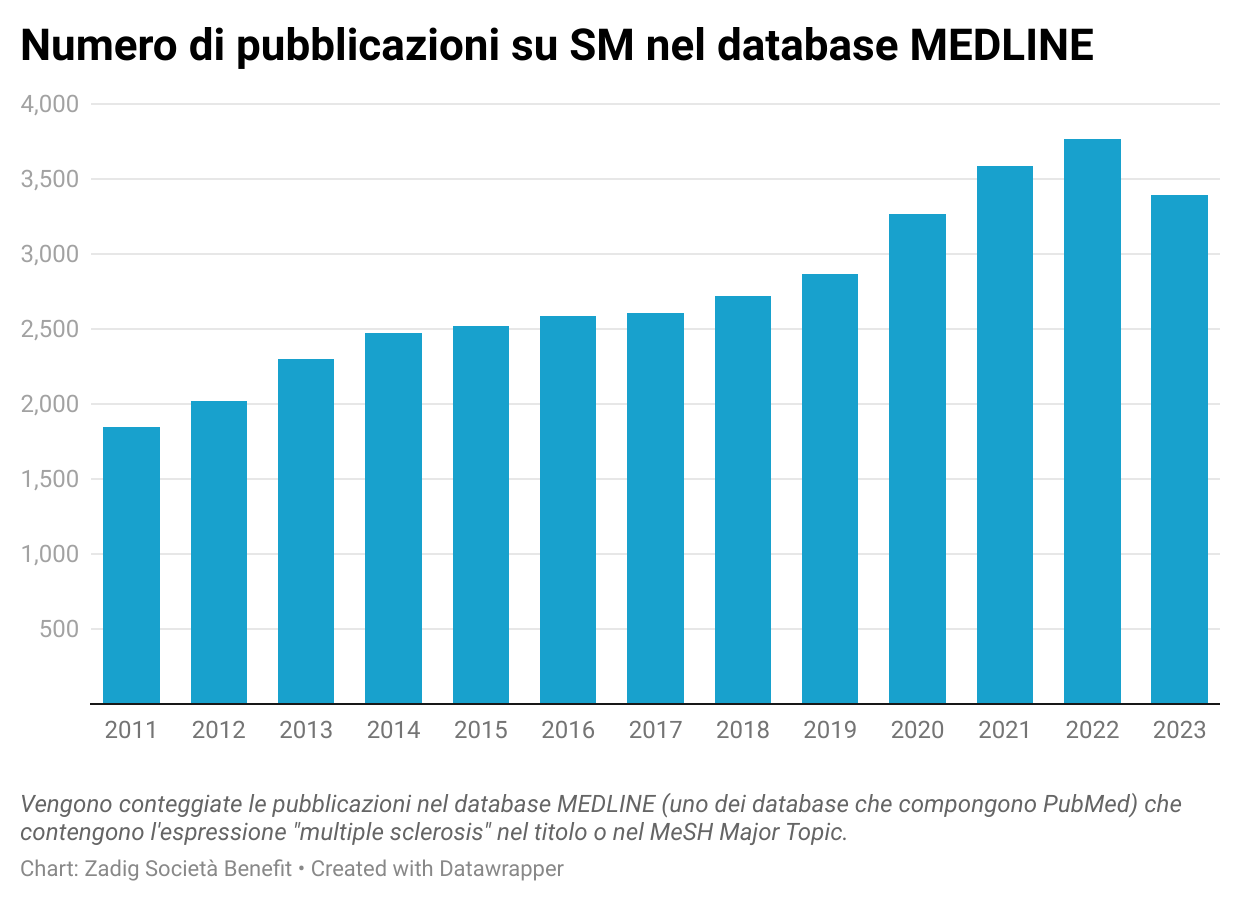 Numero di pubblicazioni su SM nel database MEDLINE
4,000
3,500
3,000
2,500
2,000
1,500
1,000
500
2011 2012 2013 2014 2015 2016 2017 2018 2019 2020 2021 2022 2023
Vengono conteggiate le pubblicazioni nel database MEDLINE (uno dei database che compongono PubMed) che
contengono l'espressione "multiple sclerosis" nel titolo o nel MeSH Major Topic.
Chart: Zadig Società Benefit • Created with Datawrapper